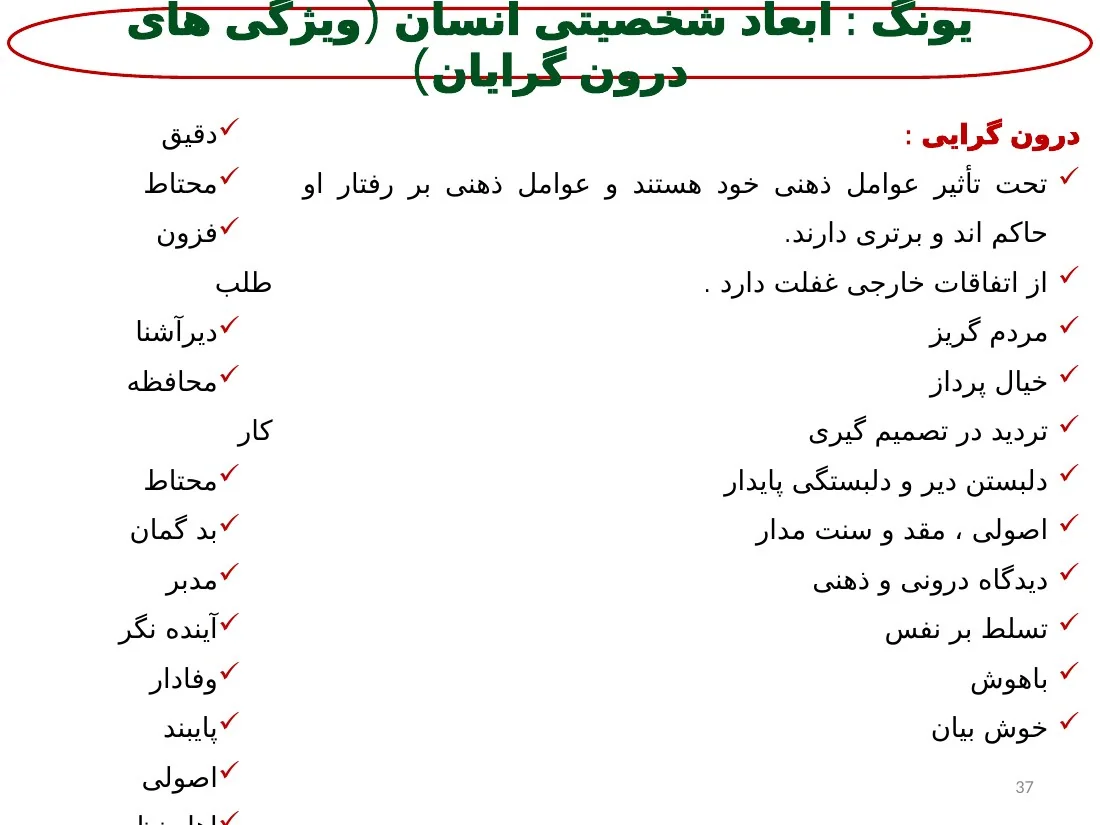 یونگ : ابعاد شخصیتی انسان (ویژگی های
درون گرایان)
درون گرایی :
✓ تحت تأثیر عوامل ذهنی خود هستند و عوامل ذهنی بر رفتار او
حاکم اند و برتری دارند.
✓ از اتفاقات خارجی غفلت دارد .
✓ مردم گریز
✓ خیال پرداز
✓ تردید در تصمیم گیری
✓ دلبستن دیر و دلبستگی پایدار
✓ اصولی ، مقد و سنت مدار
✓ دیدگاه درونی و ذهنی
✓ تسلط بر نفس
✓ باهوش
✓ خوش بیان
✓ دقیق
✓ محتاط
✓ فزون
طلب
✓ دیرآشنا
✓ محافظه
کار
✓ محتاط
✓ بد گمان
✓ مدبر
✓ آینده نگر
✓ وفادار
✓ پایبند
✓ اصولی
37